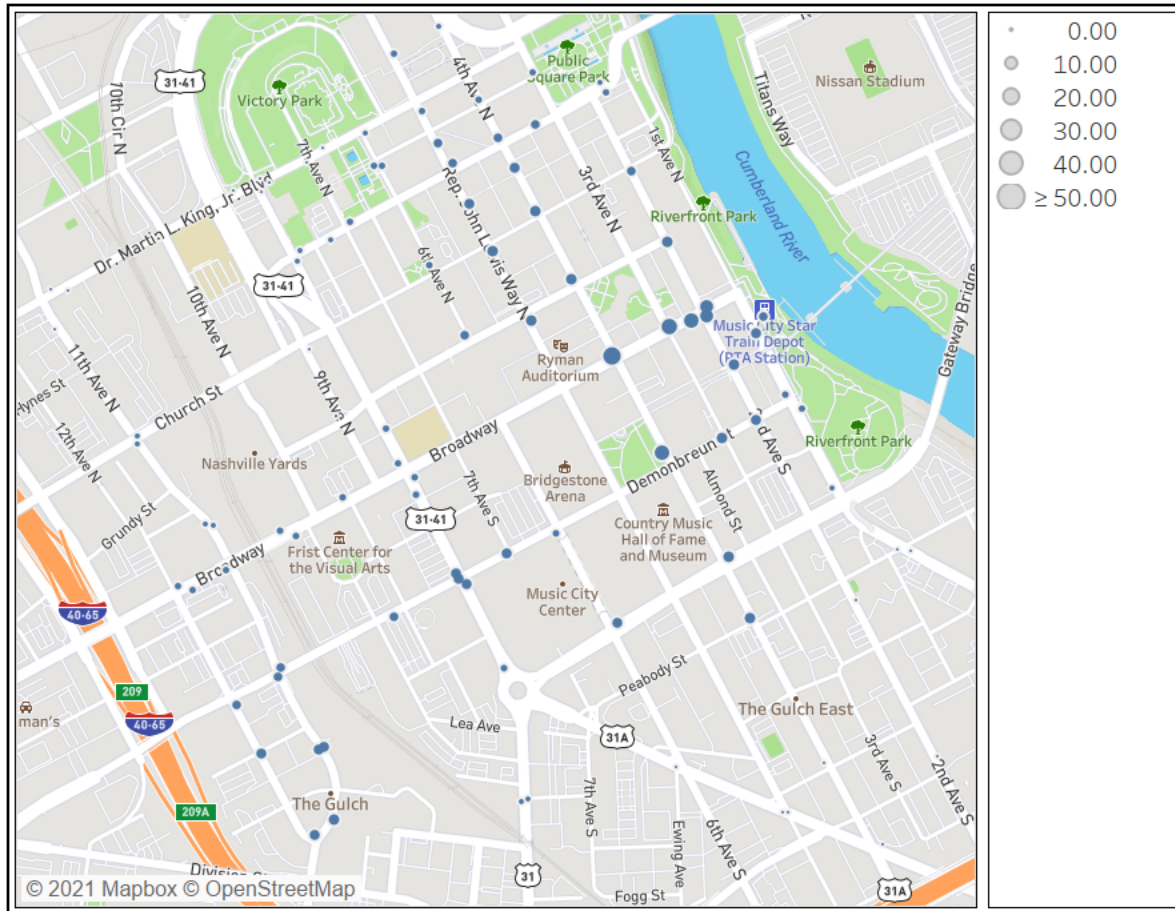 31-41
Victory Park
4th Ave N
Public
Square Park
Titans Way
Nissan Stadium
10th Cir N
7th Ave N
3rd Ave N
1st Ave N
Cumberland River
Riverfront Park
Dr. Martin L. King, Jr. Blvd
Rep. John Lewis Way N
6th Ave N
31-41
10th Ave N
Gateway Bridge
Music City Star
Train Depot
(RTA Station)
Ryman
Auditorium
Hynes St
11th Ave N
Church St
9th Ave N
12th Ave N
Broadway
Riverfront Park
Nashville Yards
Bridgestone
Arena
Demonbreun St
Almond St
7th Ave S
31-41
Grundy St
Country Music
Hall of Fame
and Museum
Broadway
Frist Center for
the Visual Arts
Music City
Center
40-65
Peabody St
209
man's
40-65
Lea Ave
31A
The Gulch East
3rd Ave S
2nd Ave S
209A
The Gulch
7th Ave S
Ewing Ave
6th Ave S
31
Fogg St
31A
© 2021 Mapbox © OpenStreetMap
0.00
10.00
20.00
30.00
40.00
≥ 50.00